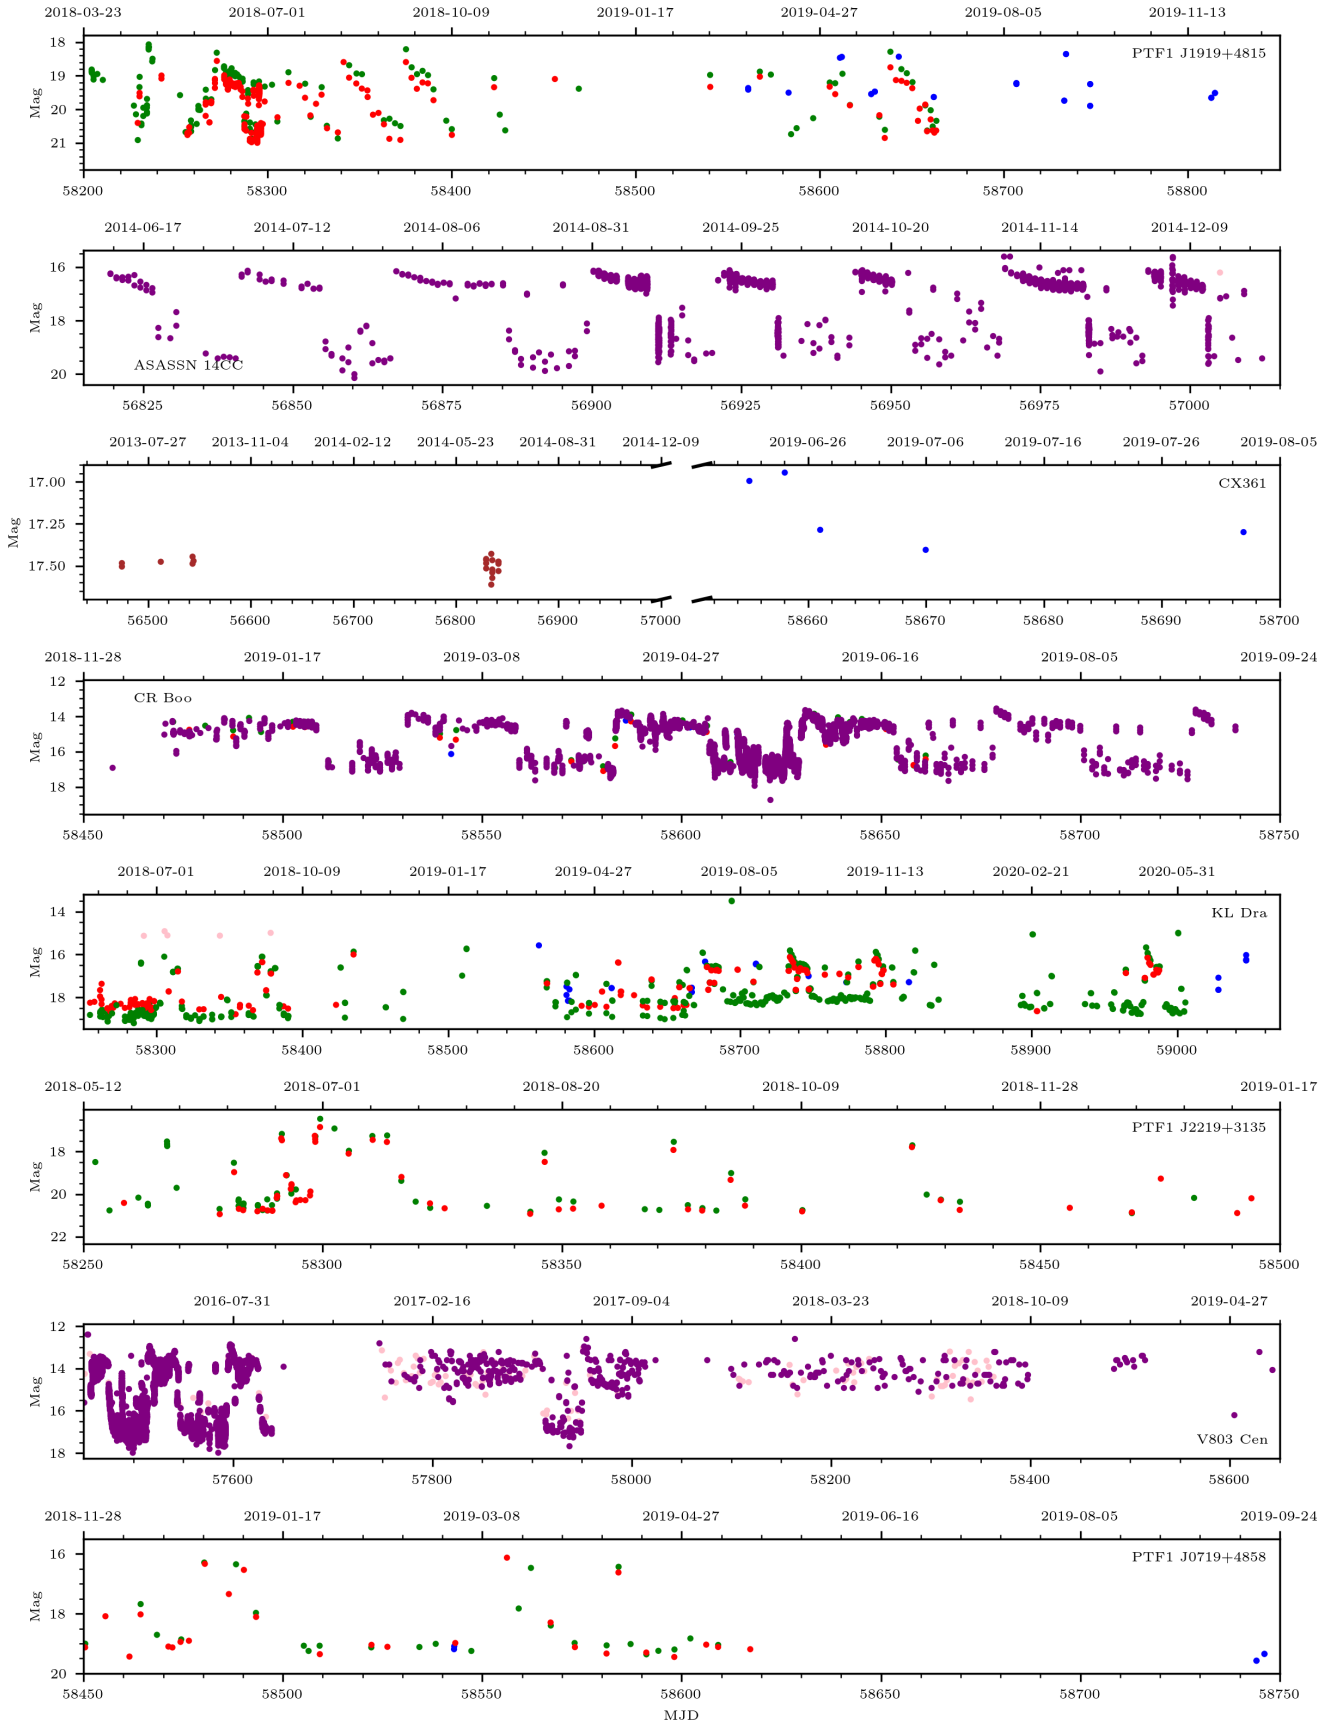 2018-03-23 2018-07-01 2018-10-09 2019-01-17 2019-04-27 2019-08-05 2019-11-13
18
19
20
21
Mag
PTF1 J1919+4815
58200 58300 58400 58500 58600 58700 58800
2014-06-17 2014-07-12 2014-08-06 2014-08-31 2014-09-25 2014-10-20 2014-11-14 2014-12-09
16
18
20
Mag
ASASSN 14CC
56825 56850 56875 56900 56925 56950 56975 57000
2013-07-27 2013-11-04 2014-02-12 2014-05-23 2014-08-31 2014-12-09 2019-06-26 2019-07-06 2019-07-16 2019-07-26 2019-08-05
17.00
17.25
17.50
Mag
CX361
56500 56600 56700 56800 56900 57000 58660 58670 58680 58690 58700
2018-11-28 2019-01-17 2019-03-08 2019-04-27 2019-06-16 2019-08-05 2019-09-24
12
14
16
18
Mag
CR Boo
58450 58500 58550 58600 58650 58700 58750
2018-07-01 2018-10-09 2019-01-17 2019-04-27 2019-08-05 2019-11-13 2020-02-21 2020-05-31
14
16
18
Mag
KL Dra
58300 58400 58500 58600 58700 58800 58900 59000
2018-05-12 2018-07-01 2018-08-20 2018-10-09 2018-11-28 2019-01-17
18
20
22
Mag
PTF1 J2219+3135
58250 58300 58350 58400 58450 58500
2016-07-31 2017-02-16 2017-09-04 2018-03-23 2018-10-09 2019-04-27
12
14
16
18
Mag
V803 Cen
57600 57800 58000 58200 58400 58600
2018-11-28 2019-01-17 2019-03-08 2019-04-27 2019-06-16 2019-08-05 2019-09-24
16
18
20
Mag
PTF1 J0719+4858
58450 58500 58550 58600 58650 58700 58750
MJD